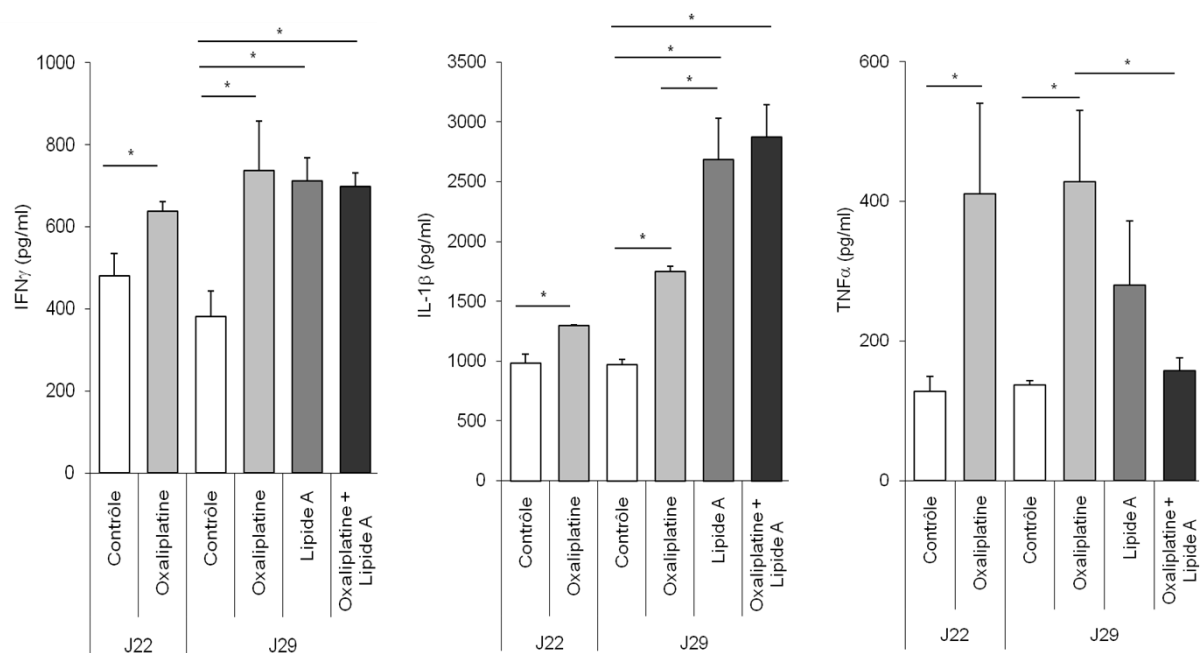 IFNγ (pg/ml)
1000
800
600
400
200
0
*
*
*
*
Contrôle
Oxaliplatine
Contrôle
Oxaliplatine
Lipide A
Oxaliplatine +
Lipide A
J22
J29
IL-1β (pg/ml)
3500
3000
2500
2000
1500
1000
500
0
*
*
*
*
*
Contrôle
Oxaliplatine
Contrôle
Oxaliplatine
Lipide A
Oxaliplatine +
Lipide A
J22
J29
TNFα (pg/ml)
600
400
200
0
*
*
*
Contrôle
Oxaliplatine
Contrôle
Oxaliplatine
Lipide A
Oxaliplatine +
Lipide A
J22
J29